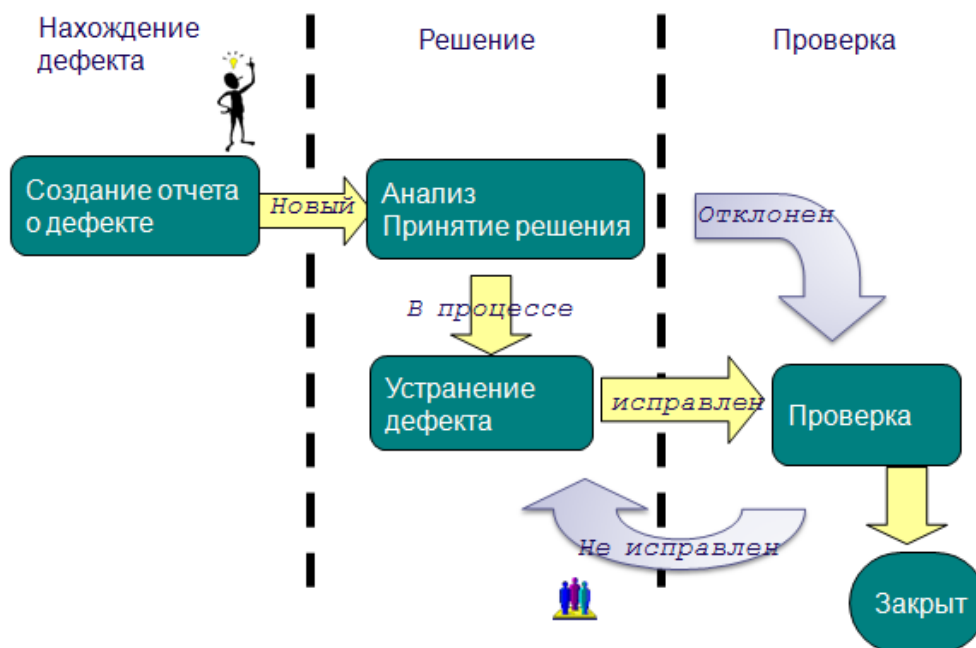 Нахождение
дефекта
Решение
Проверка
Создание отчета
о дефекте
Новый
Анализ
Принятие решения
Отклонен
В процессе
Устранение
дефекта
исправлен
Проверка
Не исправлен
Закрыт